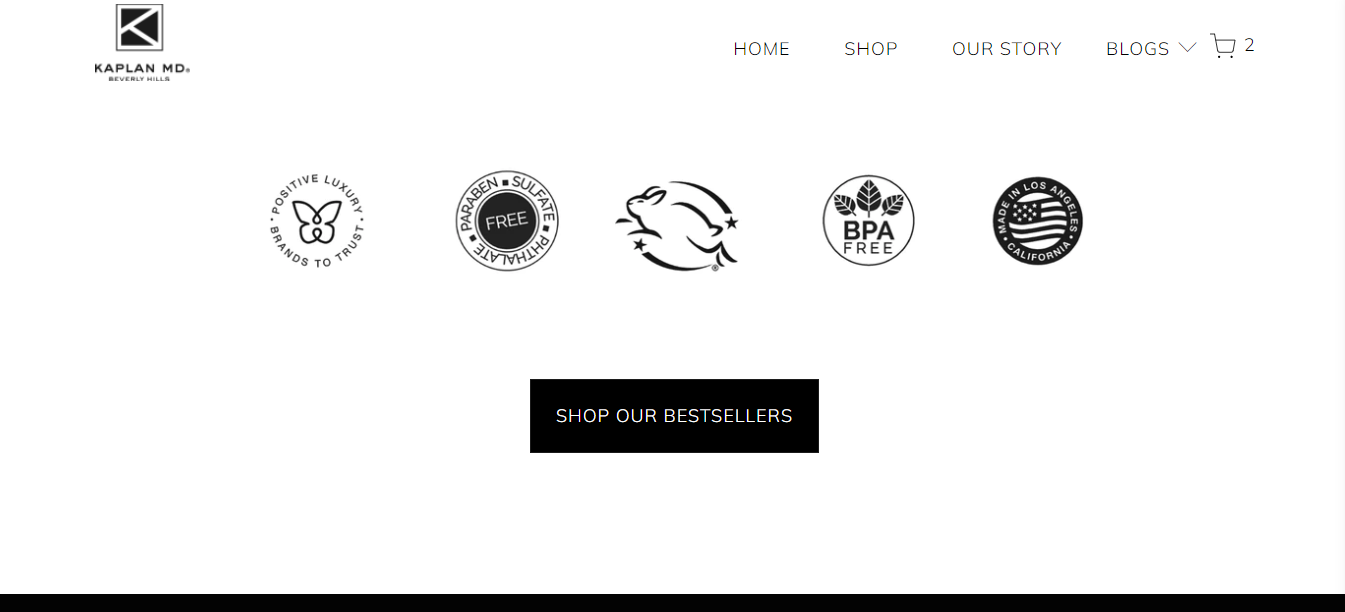 KAPLAN MD®
BEVERLY HILLS
HOME
SHOP
OUR STORY
BLOGS
2
POSITIVE LUXURY
• BRANDS TO TRUST •
PARABEN ■ SULFATE ■ PHTHALATE ■
FREE
®
BPA
FREE
MADE IN LOS ANGELES
• CALIFORNIA •
SHOP OUR BESTSELLERS